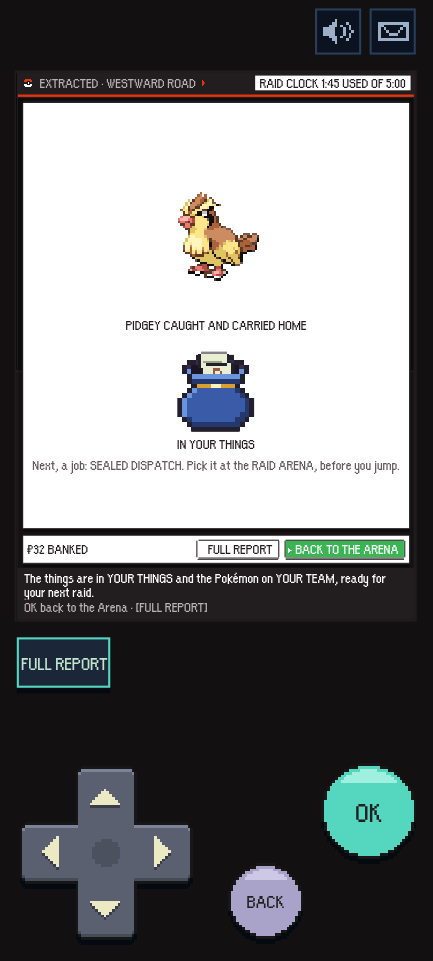 EXTRACTED · WESTWARD ROAD
RAID CLOCK 1:45 USED OF 5:00
PIDGEY CAUGHT AND CARRIED HOME
IN YOUR THINGS
Next, a job: SEALED DISPATCH. Pick it at the RAID ARENA, before you jump.
₽32 BANKED
FULL REPORT
BACK TO THE ARENA
The things are in YOUR THINGS and the Pokémon on YOUR TEAM, ready for
your next raid.
OK back to the Arena · [FULL REPORT]
FULL REPORT
OK
BACK